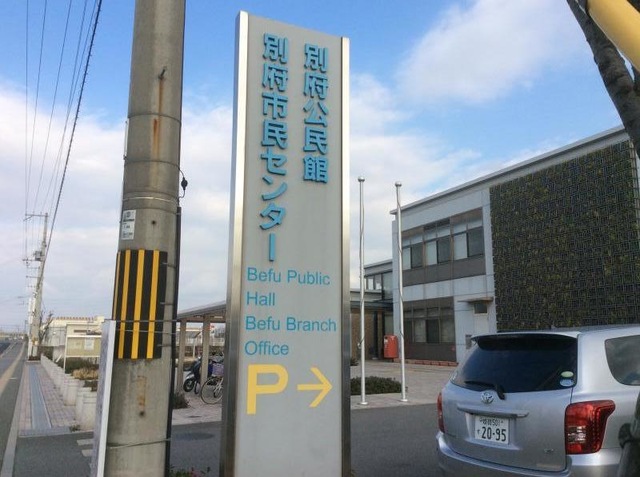 別府公民館
別府市民センター
Befu Public
Hall
Befu Branch
Office
P→
20-95